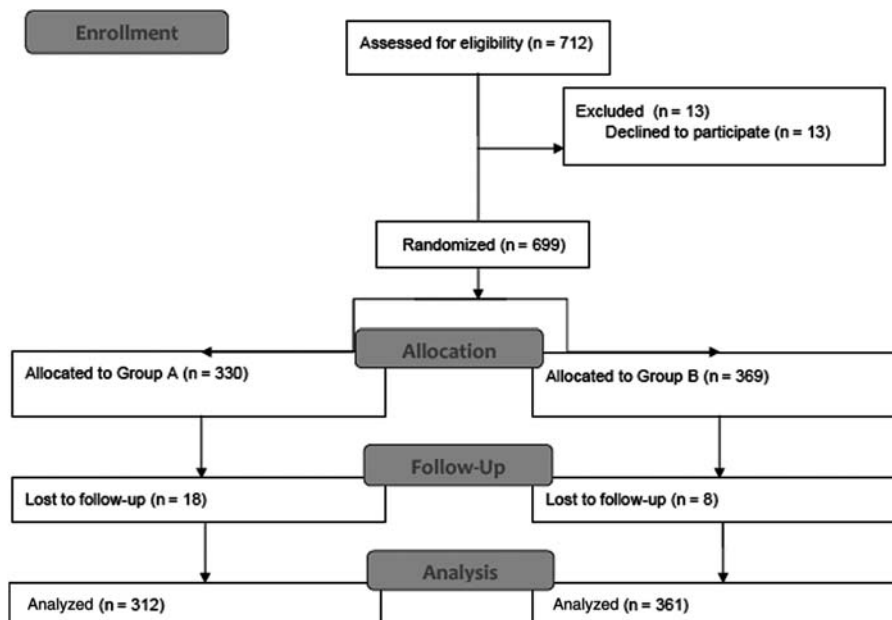 Enrollment
Assessed for eligibility (n = 712)
Excluded (n = 13)
Declined to participate (n = 13)
Randomized (n = 699)
Allocation
Allocated to Group A (n = 330)
Allocated to Group B (n = 369)
Follow-Up
Lost to follow-up (n = 18)
Lost to follow-up (n = 8)
Analysis
Analyzed (n = 312)
Analyzed (n = 361)